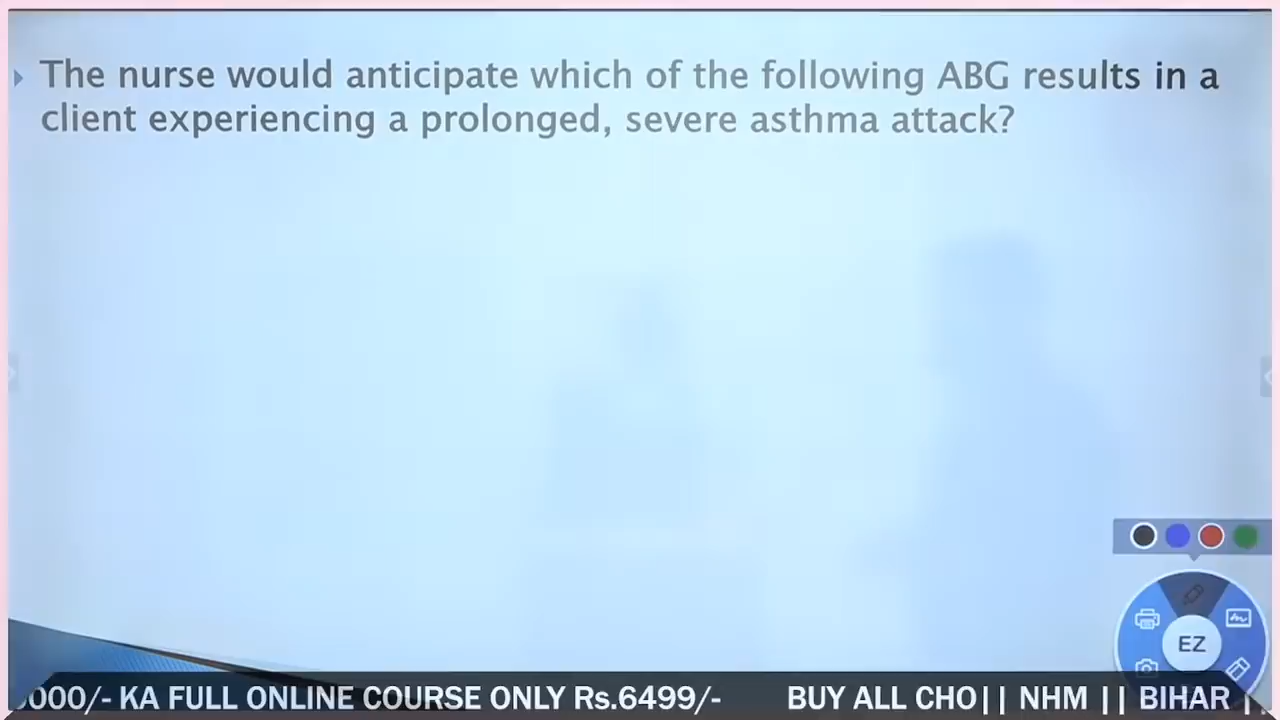 The nurse would anticipate which of the following ABG results in a
client experiencing a prolonged, severe asthma attack?
EZ
000/- KA FULL ONLINE COURSE ONLY Rs.6499/- BUY ALL CHO|| NHM || BIHAR